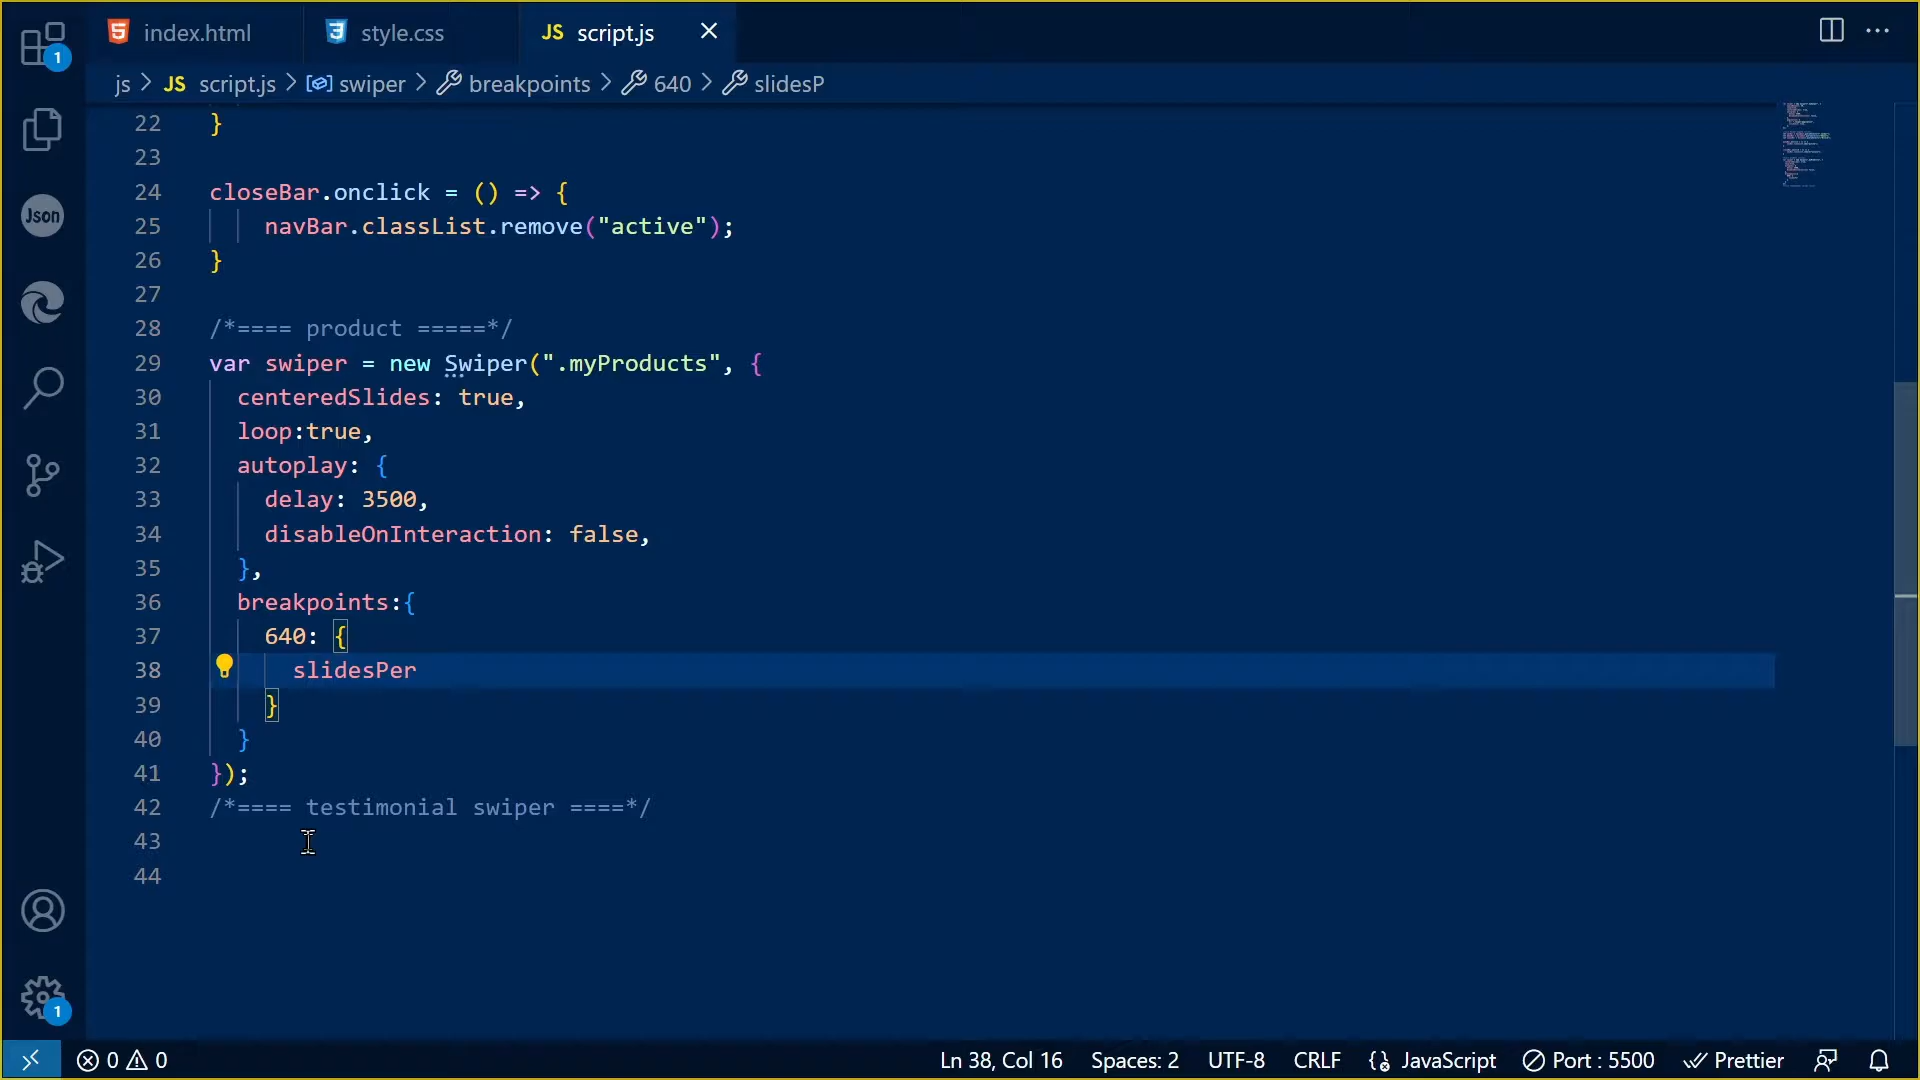 index.html
style.css
JS script.js
js > JS script.js > swiper > breakpoints > 640 > slidesP
1
Json
22 }
23
24 closeBar.onclick = () => {
25 navBar.classList.remove("active");
26 }
27
28 /*==== product =====*/
29 var swiper = new Swiper(".myProducts", {
30 centeredSlides: true,
31 loop:true,
32 autoplay: {
33 delay: 3500,
34 disableOnInteraction: false,
35 },
36 breakpoints:{
37 640: {
38 slidesPer
39 }
40 }
41 });
42 /*==== testimonial swiper ====*/
43
44
1
0 0 Ln 38, Col 16 Spaces: 2 UTF-8 CRLF JavaScript Port : 5500 Prettier